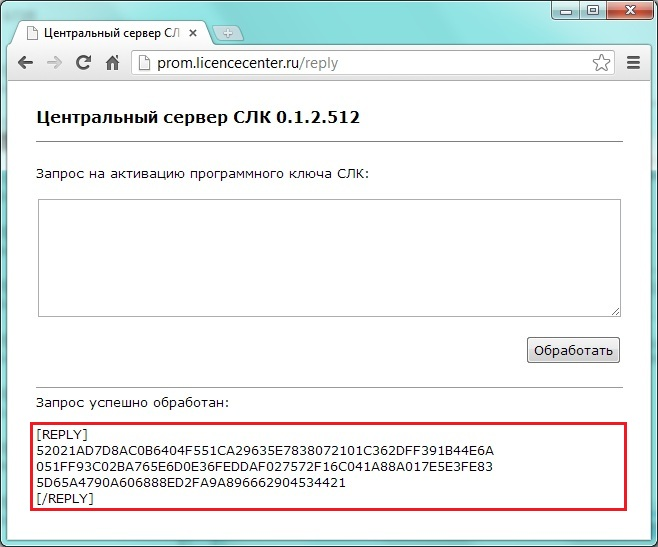 Центральный сервер СЛ
prom.licencecenter.ru/reply
Центральный сервер СЛК 0.1.2.512
Запрос на активацию программного ключа СЛК:
Обработать
Запрос успешно обработан:
[REPLY]
52021AD7D8AC0B6404F551CA29635E7838072101C362DFF391B44E6A
051FF93C02BA765E6D0E36FEDDAF027572F16C041A88A017E5E3FE83
5D65A4790A606888ED2FA9A896662904534421
[/REPLY]